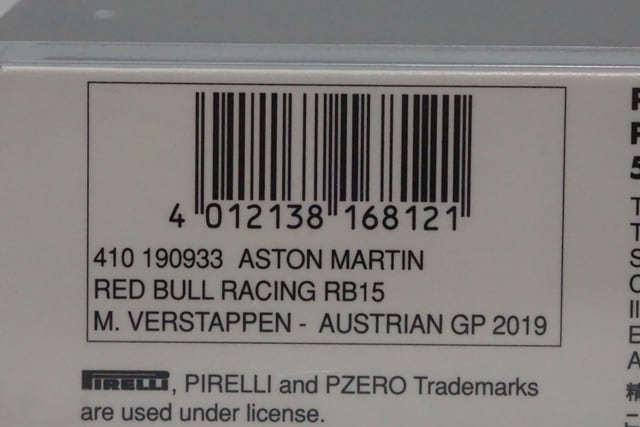 4 012138 168121
410 190933 ASTON MARTIN
RED BULL RACING RB15
M. VERSTAPPEN - AUSTRIAN GP 2019
PIRELLI, PIRELLI and PZERO Trademarks
are used under license.